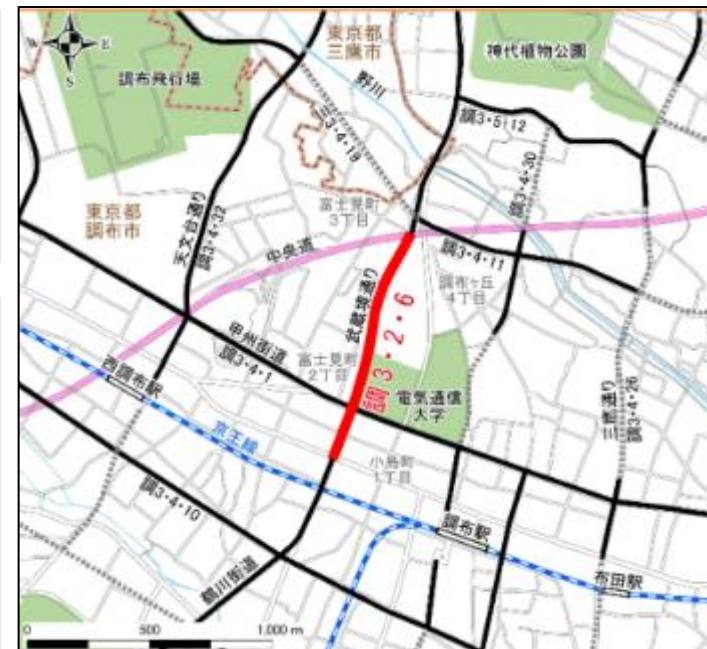 N
W
E
S
東京都
三鷹市
神代植物公園
調布飛行場
野川
三・3・4・18
調3・5・12
調3・4・30
富士見町
3丁目
東京都
調布市
天文台通り
調3・4・32
中央道
調3・4・11
調布ヶ丘
4丁目
武蔵境通り
調3・2・6
甲州街道
調3・4・1
富士見町
2丁目
電気通信
大学
三鷹通り
調3・4・26
西調布駅
京王線
小島町
1丁目
調3・4・10
調布駅
布田駅
鶴川街道
0
500
1,000 m